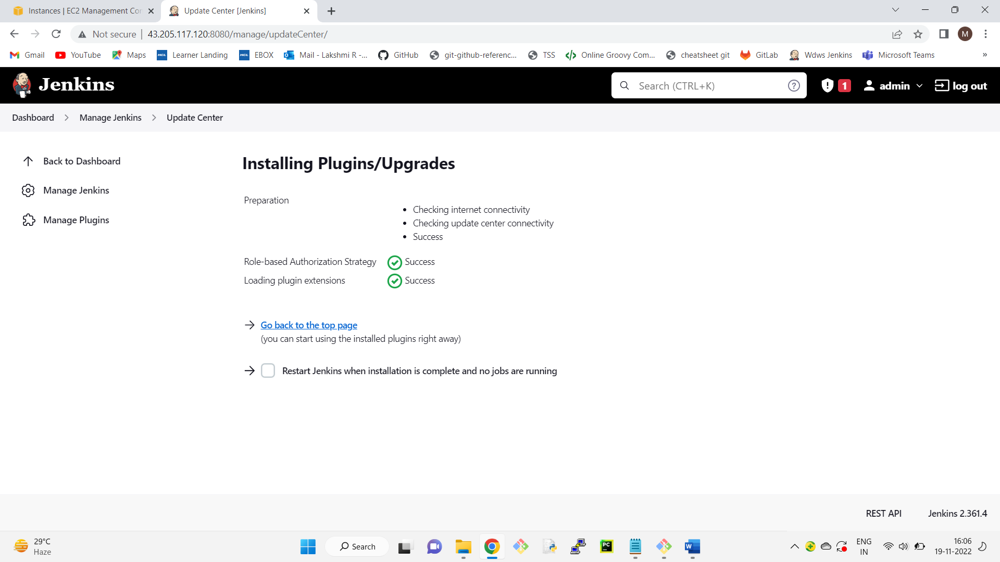 Instances | EC2 Management Con
Update Center [Jenkins]
Not secure
43.205.117.120:8080/manage/updateCenter/
M
Gmail
YouTube
Maps
HCL
Learner Landing
HCL
EBOX
Mail - Lakshmi R -...
GitHub
git-github-referenc...
TSS
Online Groovy Com...
cheatsheet git
GitLab
Wdws Jenkins
Microsoft Teams
»
Jenkins
Search (CTRL+K)
1
admin
log out
Dashboard
Manage Jenkins
Update Center
Back to Dashboard
Manage Jenkins
Manage Plugins
Installing Plugins/Upgrades
Preparation
• Checking internet connectivity
• Checking update center connectivity
• Success
Role-based Authorization Strategy
Success
Loading plugin extensions
Success
Go back to the top page
(you can start using the installed plugins right away)
Restart Jenkins when installation is complete and no jobs are running
REST API
Jenkins 2.361.4
29°C
Haze
Search
PC
W
ENG
IN
16:06
19-11-2022